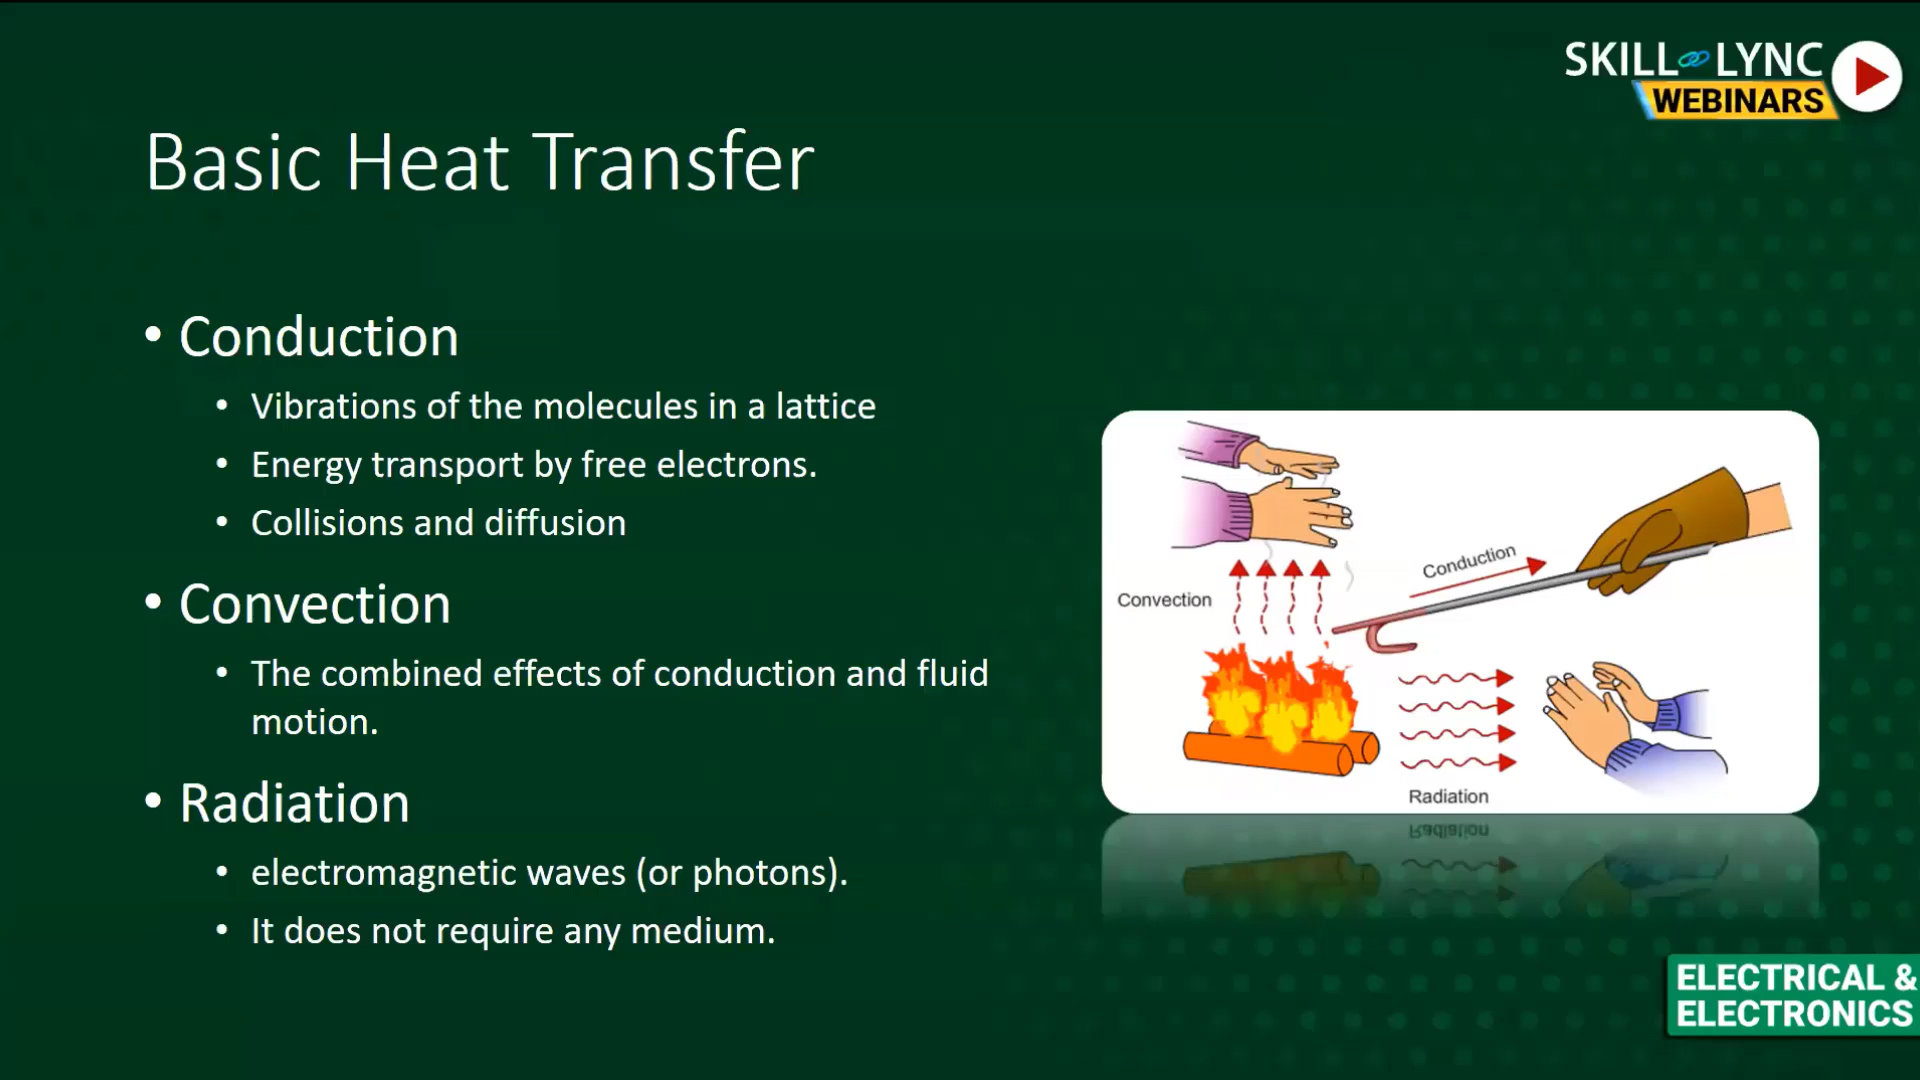 SKILL LYNC
WEBINARS
Basic Heat Transfer
• Conduction
• Vibrations of the molecules in a lattice
• Energy transport by free electrons.
• Collisions and diffusion
• Convection
• The combined effects of conduction and fluid
motion.
• Radiation
• electromagnetic waves (or photons).
• It does not require any medium.
Conduction
Convection
Radiation
Radiation
ELECTRICAL &
ELECTRONICS